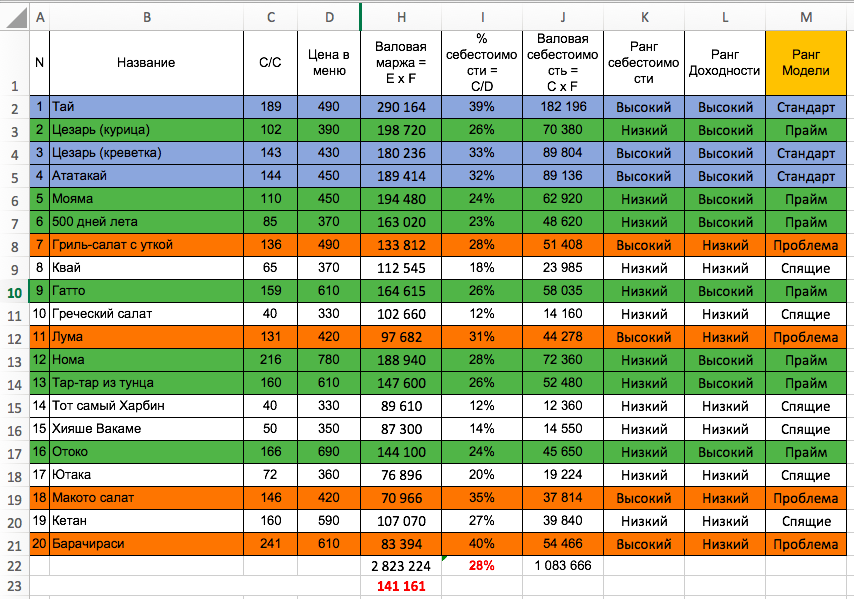 A B C D H I J K L M
1 N Название С/С Цена в меню Валовая маржа = E x F % себестоимости = C/D Валовая себестоимость = C x F Ранг себестоимости Ранг Доходности Ранг Модели
2 1 Тай 189 490 290 164 39% 182 196 Высокий Высокий Стандарт
3 2 Цезарь (курица) 102 390 198 720 26% 70 380 Низкий Высокий Прайм
4 3 Цезарь (креветка) 143 430 180 236 33% 89 804 Высокий Высокий Стандарт
5 4 Ататакай 144 450 189 414 32% 89 136 Высокий Высокий Стандарт
6 5 Мояма 110 450 194 480 24% 62 920 Низкий Высокий Прайм
7 6 500 дней лета 85 370 163 020 23% 48 620 Низкий Высокий Прайм
8 7 Гриль-салат с уткой 136 490 133 812 28% 51 408 Высокий Низкий Проблема
9 8 Квай 65 370 112 545 18% 23 985 Низкий Низкий Спящие
10 9 Гатто 159 610 164 615 26% 58 035 Низкий Высокий Прайм
11 10 Греческий салат 40 330 102 660 12% 14 160 Низкий Низкий Спящие
12 11 Лума 131 420 97 682 31% 44 278 Высокий Низкий Проблема
13 12 Нома 216 780 188 940 28% 72 360 Низкий Высокий Прайм
14 13 Тар-тар из тунца 160 610 147 600 26% 52 480 Низкий Высокий Прайм
15 14 Тот самый Харбин 40 330 89 610 12% 12 360 Низкий Низкий Спящие
16 15 Хияше Вакаме 50 350 87 300 14% 14 550 Низкий Низкий Спящие
17 16 Отоко 166 690 144 100 24% 45 650 Низкий Высокий Прайм
18 17 Ютака 72 360 76 896 20% 19 224 Низкий Низкий Спящие
19 18 Макото салат 146 420 70 966 35% 37 814 Высокий Низкий Проблема
20 19 Кетан 160 590 107 070 27% 39 840 Низкий Низкий Спящие
21 20 Барачираси 241 610 83 394 40% 54 466 Высокий Низкий Проблема
22 2 823 224 28% 1 083 666
23 141 161